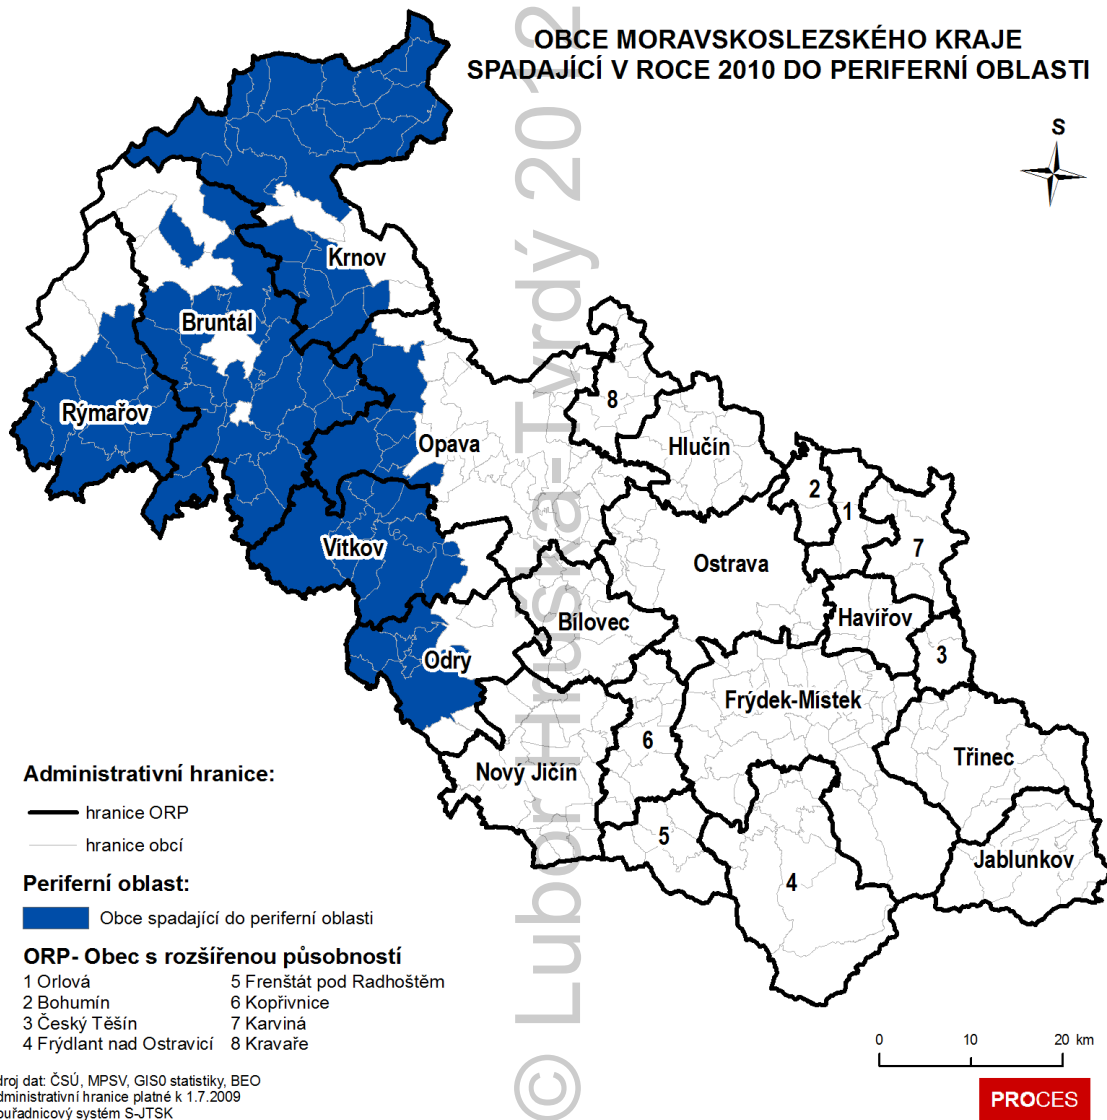 OBCE MORAVSKOSLEZSKÉHO KRAJE
SPADAJÍCÍ V ROCE 2010 DO PERIFERNÍ OBLASTI
S
Krnov
Bruntál
Rýmařov
8
Opava
Hlučín
2
1
7
Vítkov
Ostrava
Bílovec
Havířov
Odry
3
Frýdek-Místek
6
Nový Jičín
Třinec
5
Jablunkov
4
© Lubor Hruška-Tvrdý 2012
Administrativní hranice:
hranice ORP
hranice obcí
Periferní oblast:
Obce spadající do periferní oblasti
ORP- Obec s rozšířenou působností
1 Orlová 5 Frenštát pod Radhoštěm
2 Bohumín 6 Kopřivnice
3 Český Těšín 7 Karviná
4 Frýdlant nad Ostravicí 8 Kravaře
0 10 20 km
droj dat: ČSÚ, MPSV, GIS0 statistiky, BEO
dministrativní hranice platné k 1.7.2009
ouřadnicový systém S-JTSK
PROCES